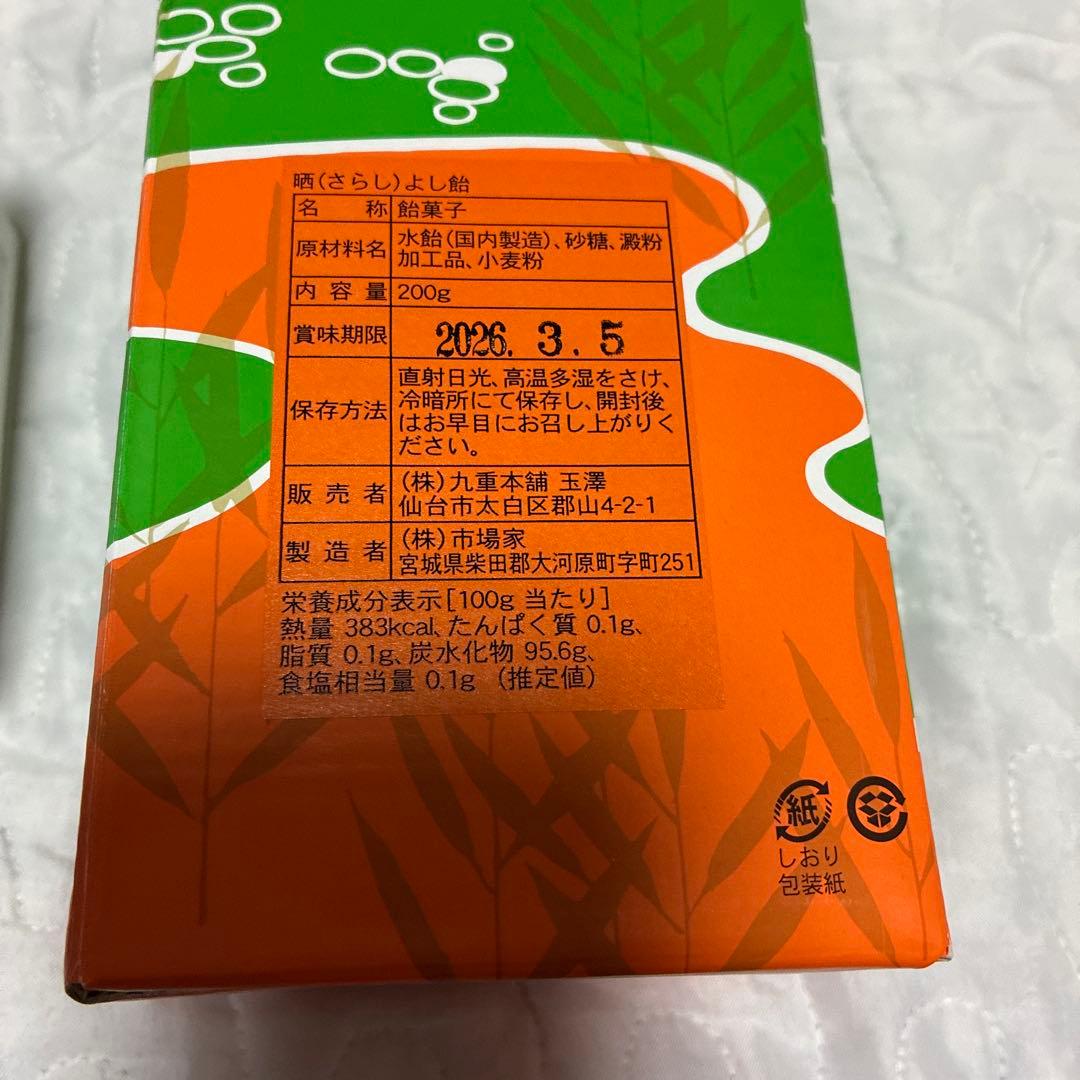 晒(さらし)よし飴
名称 飴菓子
原材料名 水飴(国内製造)、砂糖、澱粉
加工品、小麦粉
内容量 200g
賞味期限 2026. 3. 5
保存方法 直射日光、高温多湿をさけ、
冷暗所にて保存し、開封後
はお早目にお召し上がりく
ださい。
販売者 (株)九重本舗 玉澤
仙台市太白区郡山4-2-1
製造者 (株)市場家
宮城県柴田郡大河原町字町251
栄養成分表示[100g 当たり]
熱量 383kcal、たんぱく質 0.1g、
脂質 0.1g、炭水化物 95.6g、
食塩相当量 0.1g (推定値)
紙
しおり
包装紙